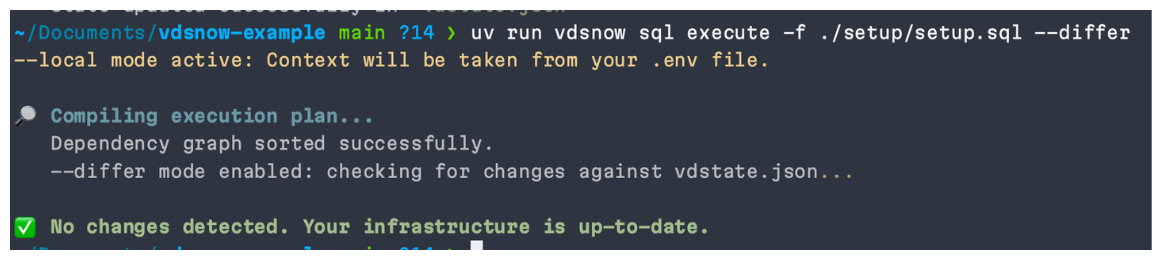 ~/Documents/vdsnow-example main ?14 ❯ uv run vdsnow sql execute -f ./setup/setup.sql --differ
--local mode active: Context will be taken from your .env file.
Compiling execution plan...
Dependency graph sorted successfully.
--differ mode enabled: checking for changes against vdstate.json...
No changes detected. Your infrastructure is up-to-date.